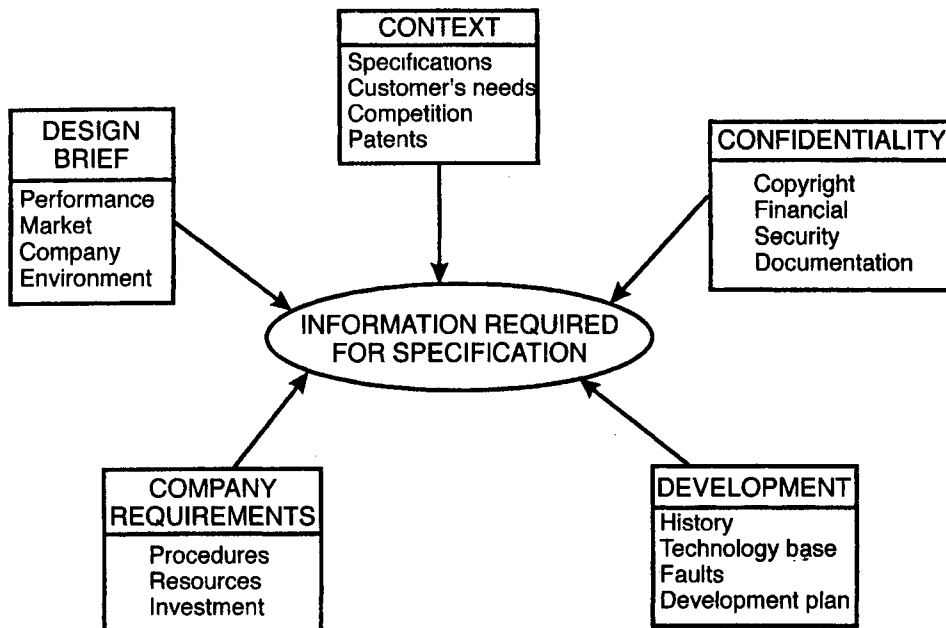 CONTEXT
Specifications
Customer's needs
Competition
Patents
DESIGN
BRIEF
Performance
Market
Company
Environment
CONFIDENTIALITY
Copyright
Financial
Security
Documentation
INFORMATION REQUIRED
FOR SPECIFICATION
COMPANY
REQUIREMENTS
Procedures
Resources
Investment
DEVELOPMENT
History
Technology base
Faults
Development plan